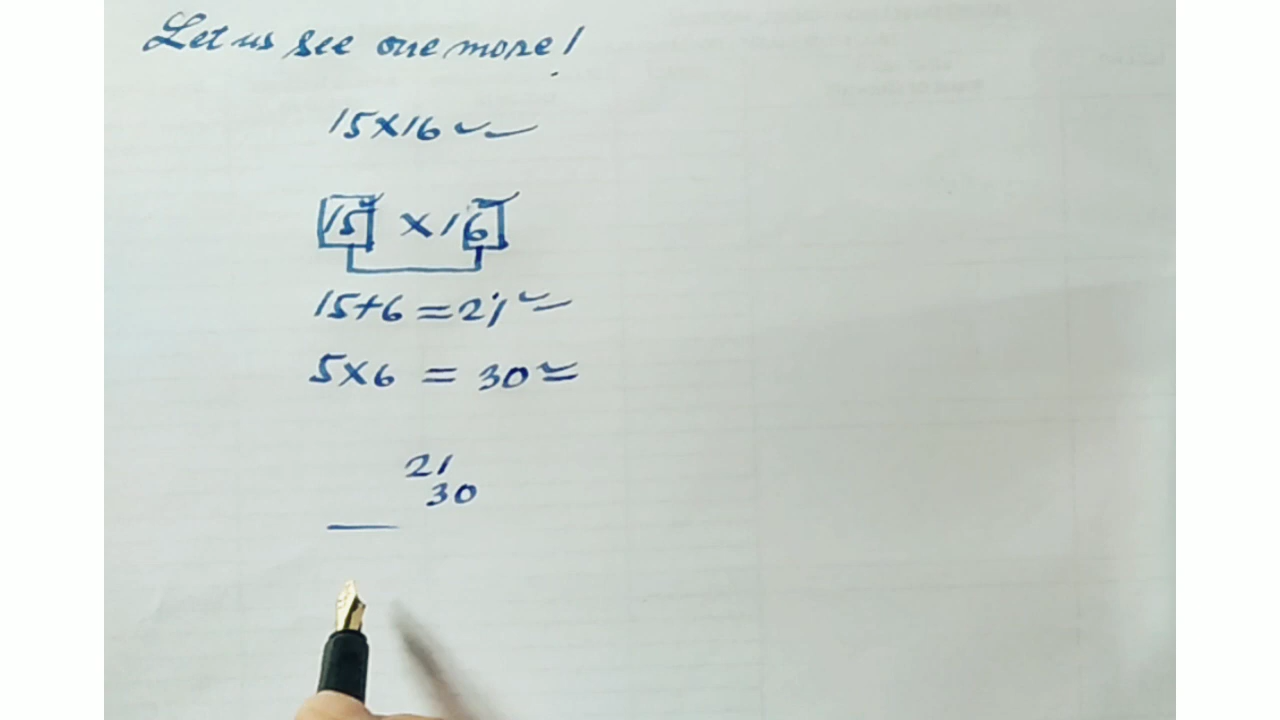 Let us see one more!
15×16
15 × 16
15+6 = 21
5×6 = 30
21
30